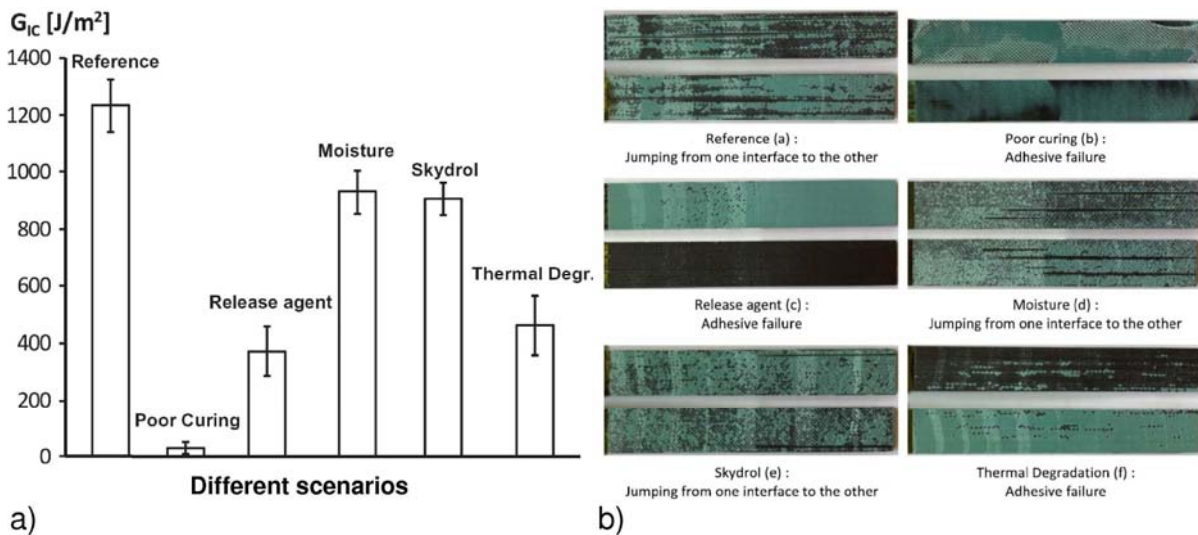 G_IC [J/m²]
1400
1200
1000
800
600
400
200
0
Reference
Poor Curing
Release agent
Moisture
Skydrol
Thermal Degr.
Different scenarios
a)
Reference (a) :
Jumping from one interface to the other
Poor curing (b) :
Adhesive failure
Release agent (c) :
Adhesive failure
Moisture (d) :
Jumping from one interface to the other
Skydrol (e) :
Jumping from one interface to the other
Thermal Degradation (f) :
Adhesive failure
b)